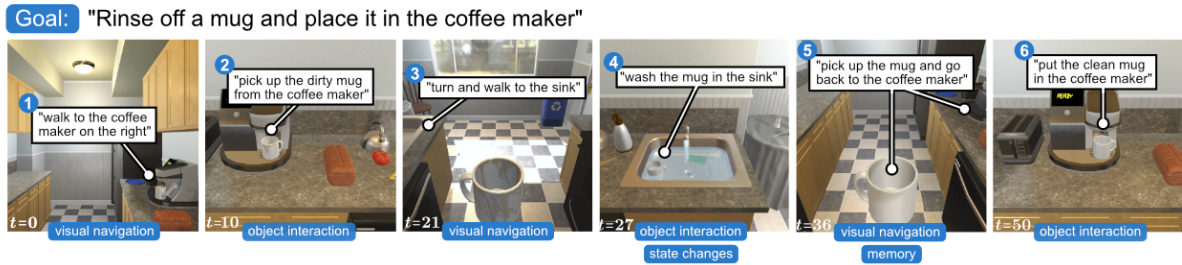 Goal: "Rinse off a mug and place it in the coffee maker"
1
"walk to the coffee
maker on the right"
t=0
visual navigation
2
"pick up the dirty mug
from the coffee maker"
t=10
object interaction
3
"turn and walk to the sink"
t=21
visual navigation
4
"wash the mug in the sink"
t=27
object interaction
state changes
5
"pick up the mug and go
back to the coffee maker"
t=36
visual navigation
memory
6
"put the clean mug
in the coffee maker"
READY
t=50
object interaction